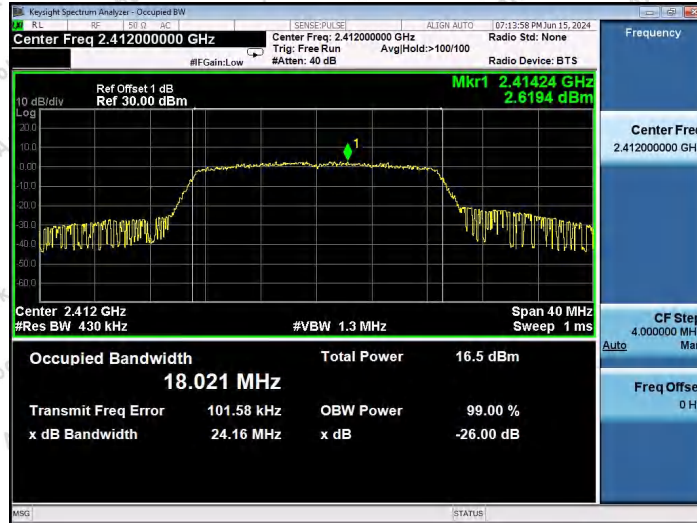 Keysight Spectrum Analyzer - Occupied BW
RL RF 50 Ω AC SENSE:PULSE ALIGN AUTO 07:13:58 PM Jun 15, 2024
Center Freq 2.412000000 GHz
Center Freq: 2.412000000 GHz
Radio Std: None
Trig: Free Run Avg|Hold:>100/100
#IFGain:Low #Atten: 40 dB Radio Device: BTS
Frequency
Ref Offset 1 dB
10 dB/div Ref 30.00 dBm
Mkr1 2.41424 GHz
2.6194 dBm
Log
20.0
10.0
0.00
-10.0
-20.0
-30.0
-40.0
-50.0
-60.0
1
Center 2.412 GHz Span 40 MHz
#Res BW 430 kHz #VBW 1.3 MHz Sweep 1 ms
Occupied Bandwidth Total Power 16.5 dBm
18.021 MHz
Transmit Freq Error 101.58 kHz OBW Power 99.00 %
x dB Bandwidth 24.16 MHz x dB -26.00 dB
Center Fre
2.412000000 GH
CF Ste
4.000000 MH
Auto Ma
Freq Offse
0 H
MSG STATUS